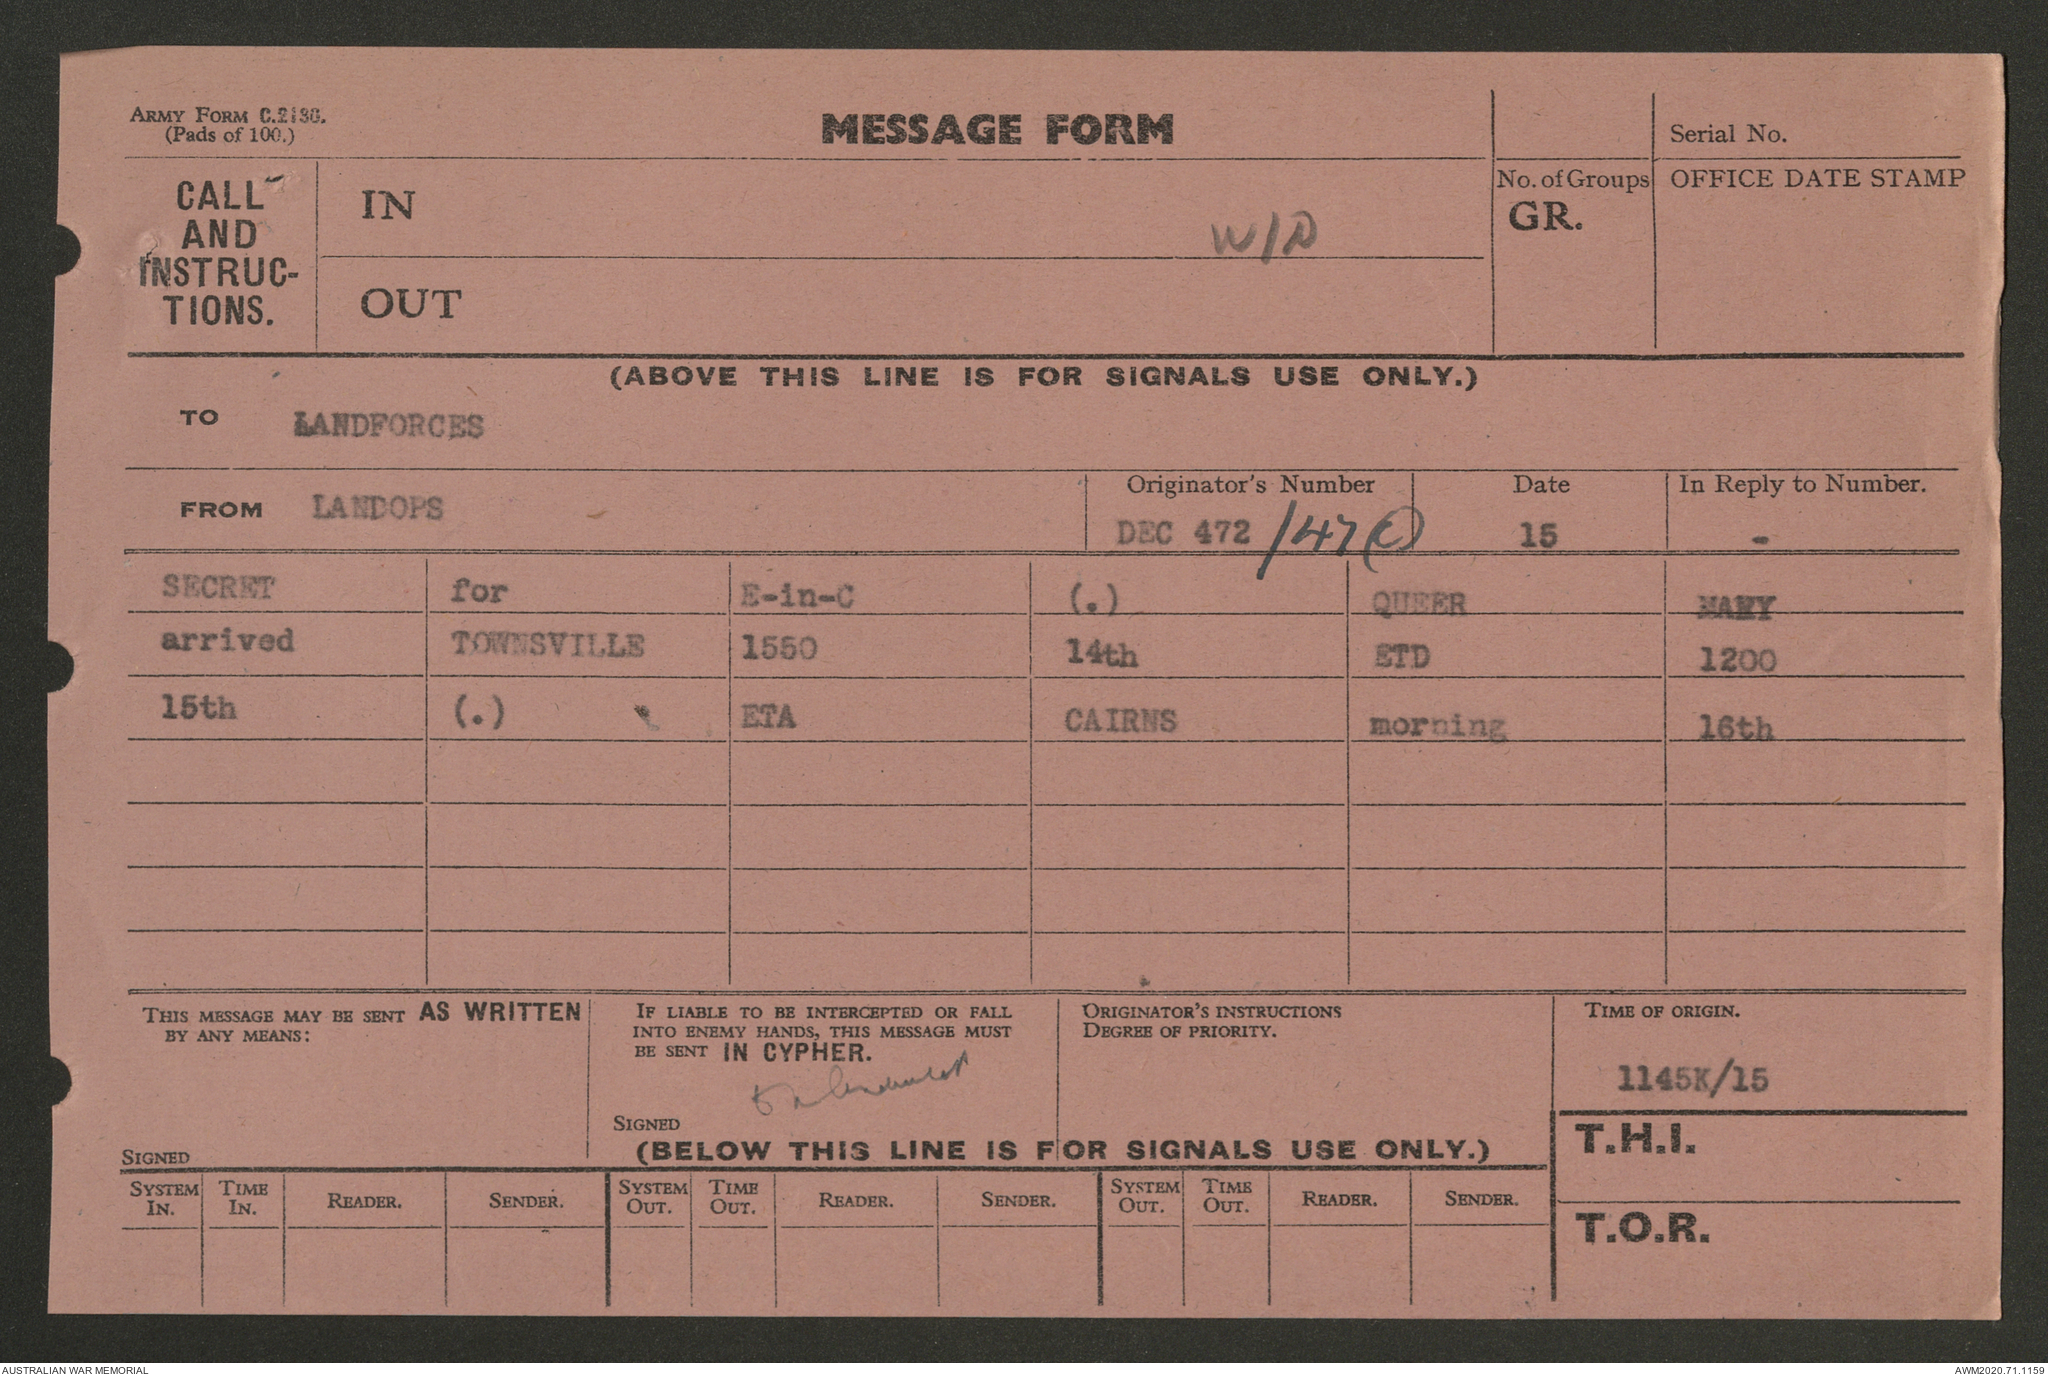 ARMY FORM C.2136.
(Pads of 100.)
MESSAGE FORM
Serial No.
CALL AND INSTRUC-TIONS.
IN
W/D
No. of Groups
GR.
OFFICE DATE STAMP
OUT
(ABOVE THIS LINE IS FOR SIGNALS USE ONLY.)
TO LANDFORCES
FROM LANDOPS
Originator's Number
DEC 472 /47(c)
Date
15
In Reply to Number.
-
SECRET for E-in-C (.) QUEER MARY
arrived TOWNSVILLE 1550 14th ETD 1200
15th (.) ETA CAIRNS morning 16th
THIS MESSAGE MAY BE SENT AS WRITTEN
BY ANY MEANS:
SIGNED
IF LIABLE TO BE INTERCEPTED OR FALL
INTO ENEMY HANDS, THIS MESSAGE MUST
BE SENT IN CYPHER.
SIGNED
ORIGINATOR'S INSTRUCTIONS
DEGREE OF PRIORITY.
TIME OF ORIGIN.
1145K/15
(BELOW THIS LINE IS FOR SIGNALS USE ONLY.)
T.H.I.
SYSTEM IN. TIME IN. READER. SENDER. SYSTEM OUT. TIME OUT. READER. SENDER. SYSTEM OUT. TIME OUT. READER. SENDER.
T.O.R.
AUSTRALIAN WAR MEMORIAL
AWM2020.71.1159